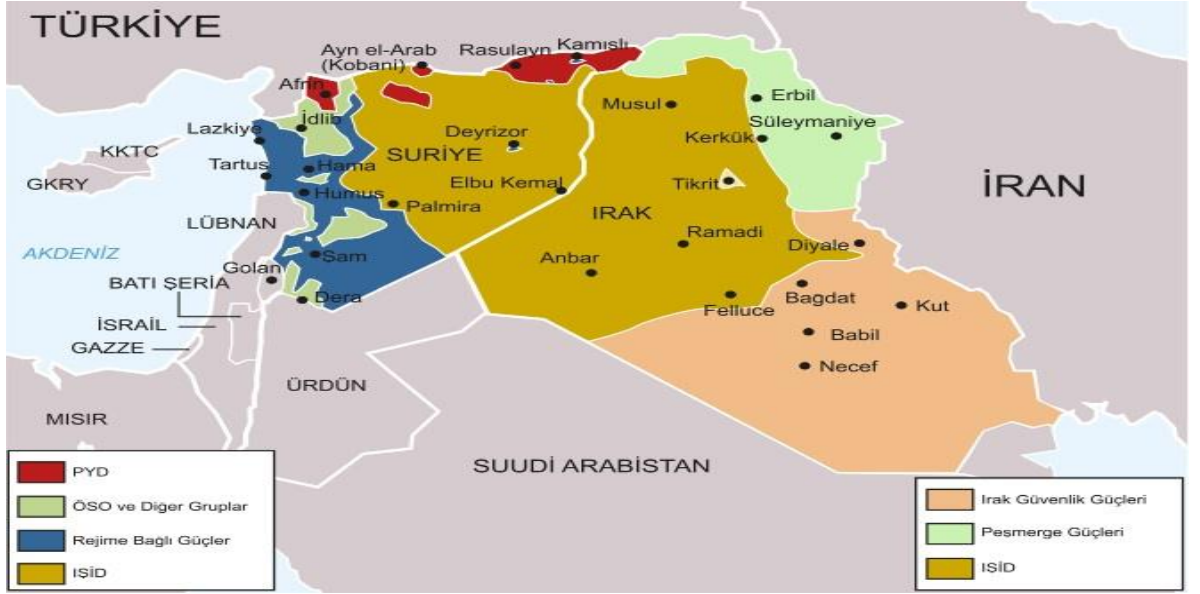 TÜRKİYE
Ayn el-Arab
(Kobani)
Rasulayn
Kamışlı
Afrin
Musul
Erbil
İdlib
Süleymaniye
Lazkiye
Deyrizor
Kerkük
KKTC
SURİYE
Tartus
Hama
GKRY
Elbu Kemal
Tikrit
İRAN
Humus
Palmira
IRAK
LÜBNAN
Ramadi
Diyale
AKDENİZ
Şam
Anbar
Golan
BATI ŞERİA
Dera
Felluce
Bağdat
Kut
İSRAİL
Babil
GAZZE
Necef
ÜRDÜN
MISIR
SUUDİ ARABİSTAN
PYD
ÖSO ve Diğer Gruplar
Rejime Bağlı Güçler
IŞİD
Irak Güvenlik Güçleri
Peşmerge Güçleri
ISİD